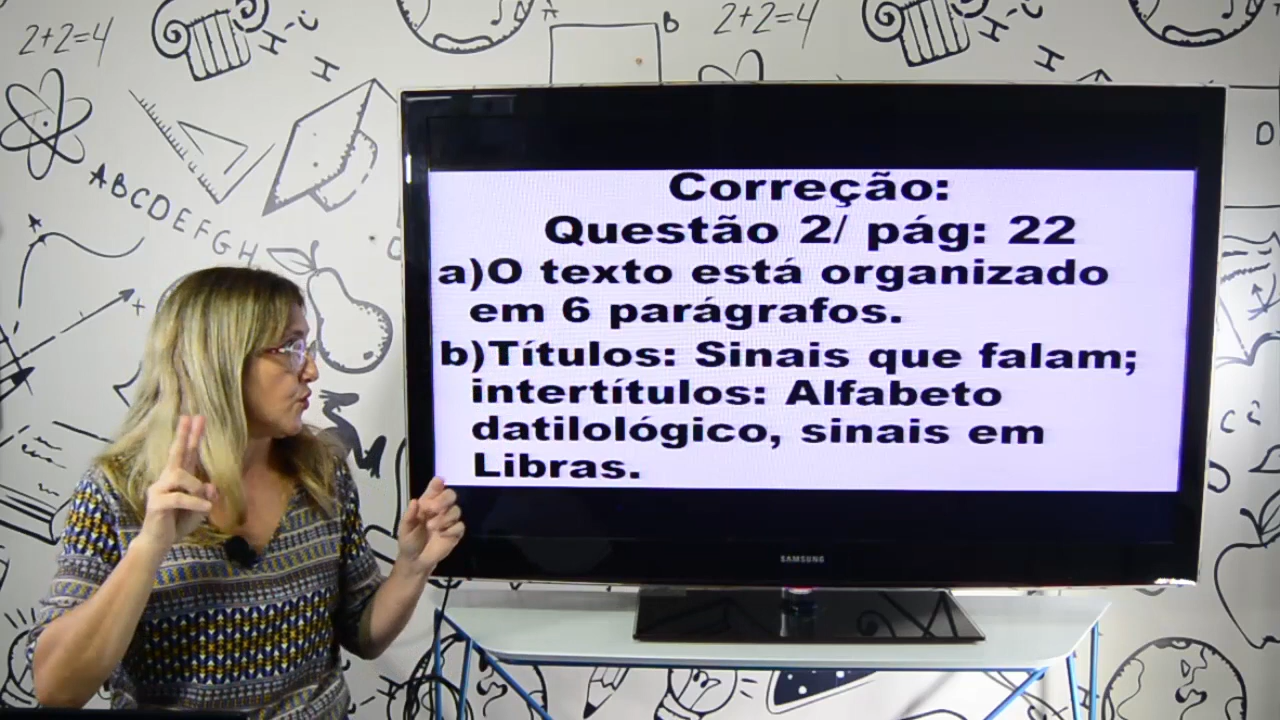 2+2=4
H-C
H
B
2+2=4
H
ABCDEFGH
D
Correção:
Questão 2/ pág: 22
a)O texto está organizado
em 6 parágrafos.
b)Títulos: Sinais que falam;
intertítulos: Alfabeto
datilológico, sinais em
Libras.
SAMSUNG